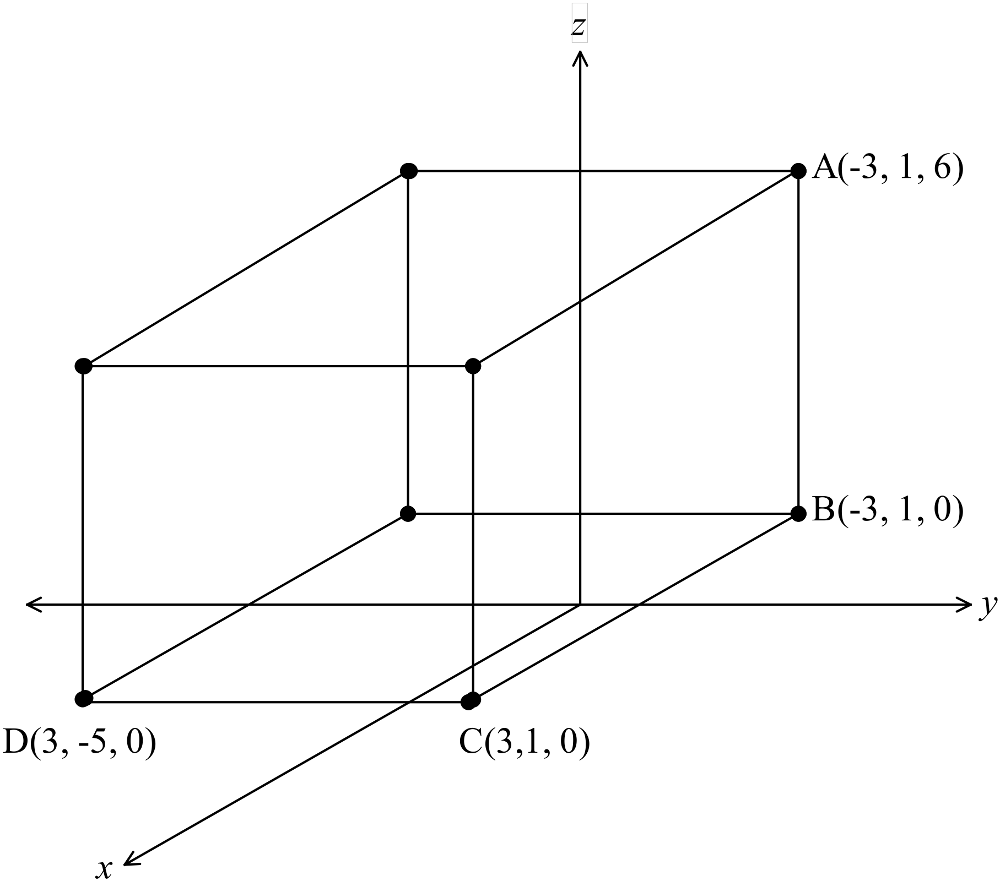 z
A(-3, 1, 6)
B(-3, 1, 0)
y
D(3, -5, 0)
C(3,1, 0)
x